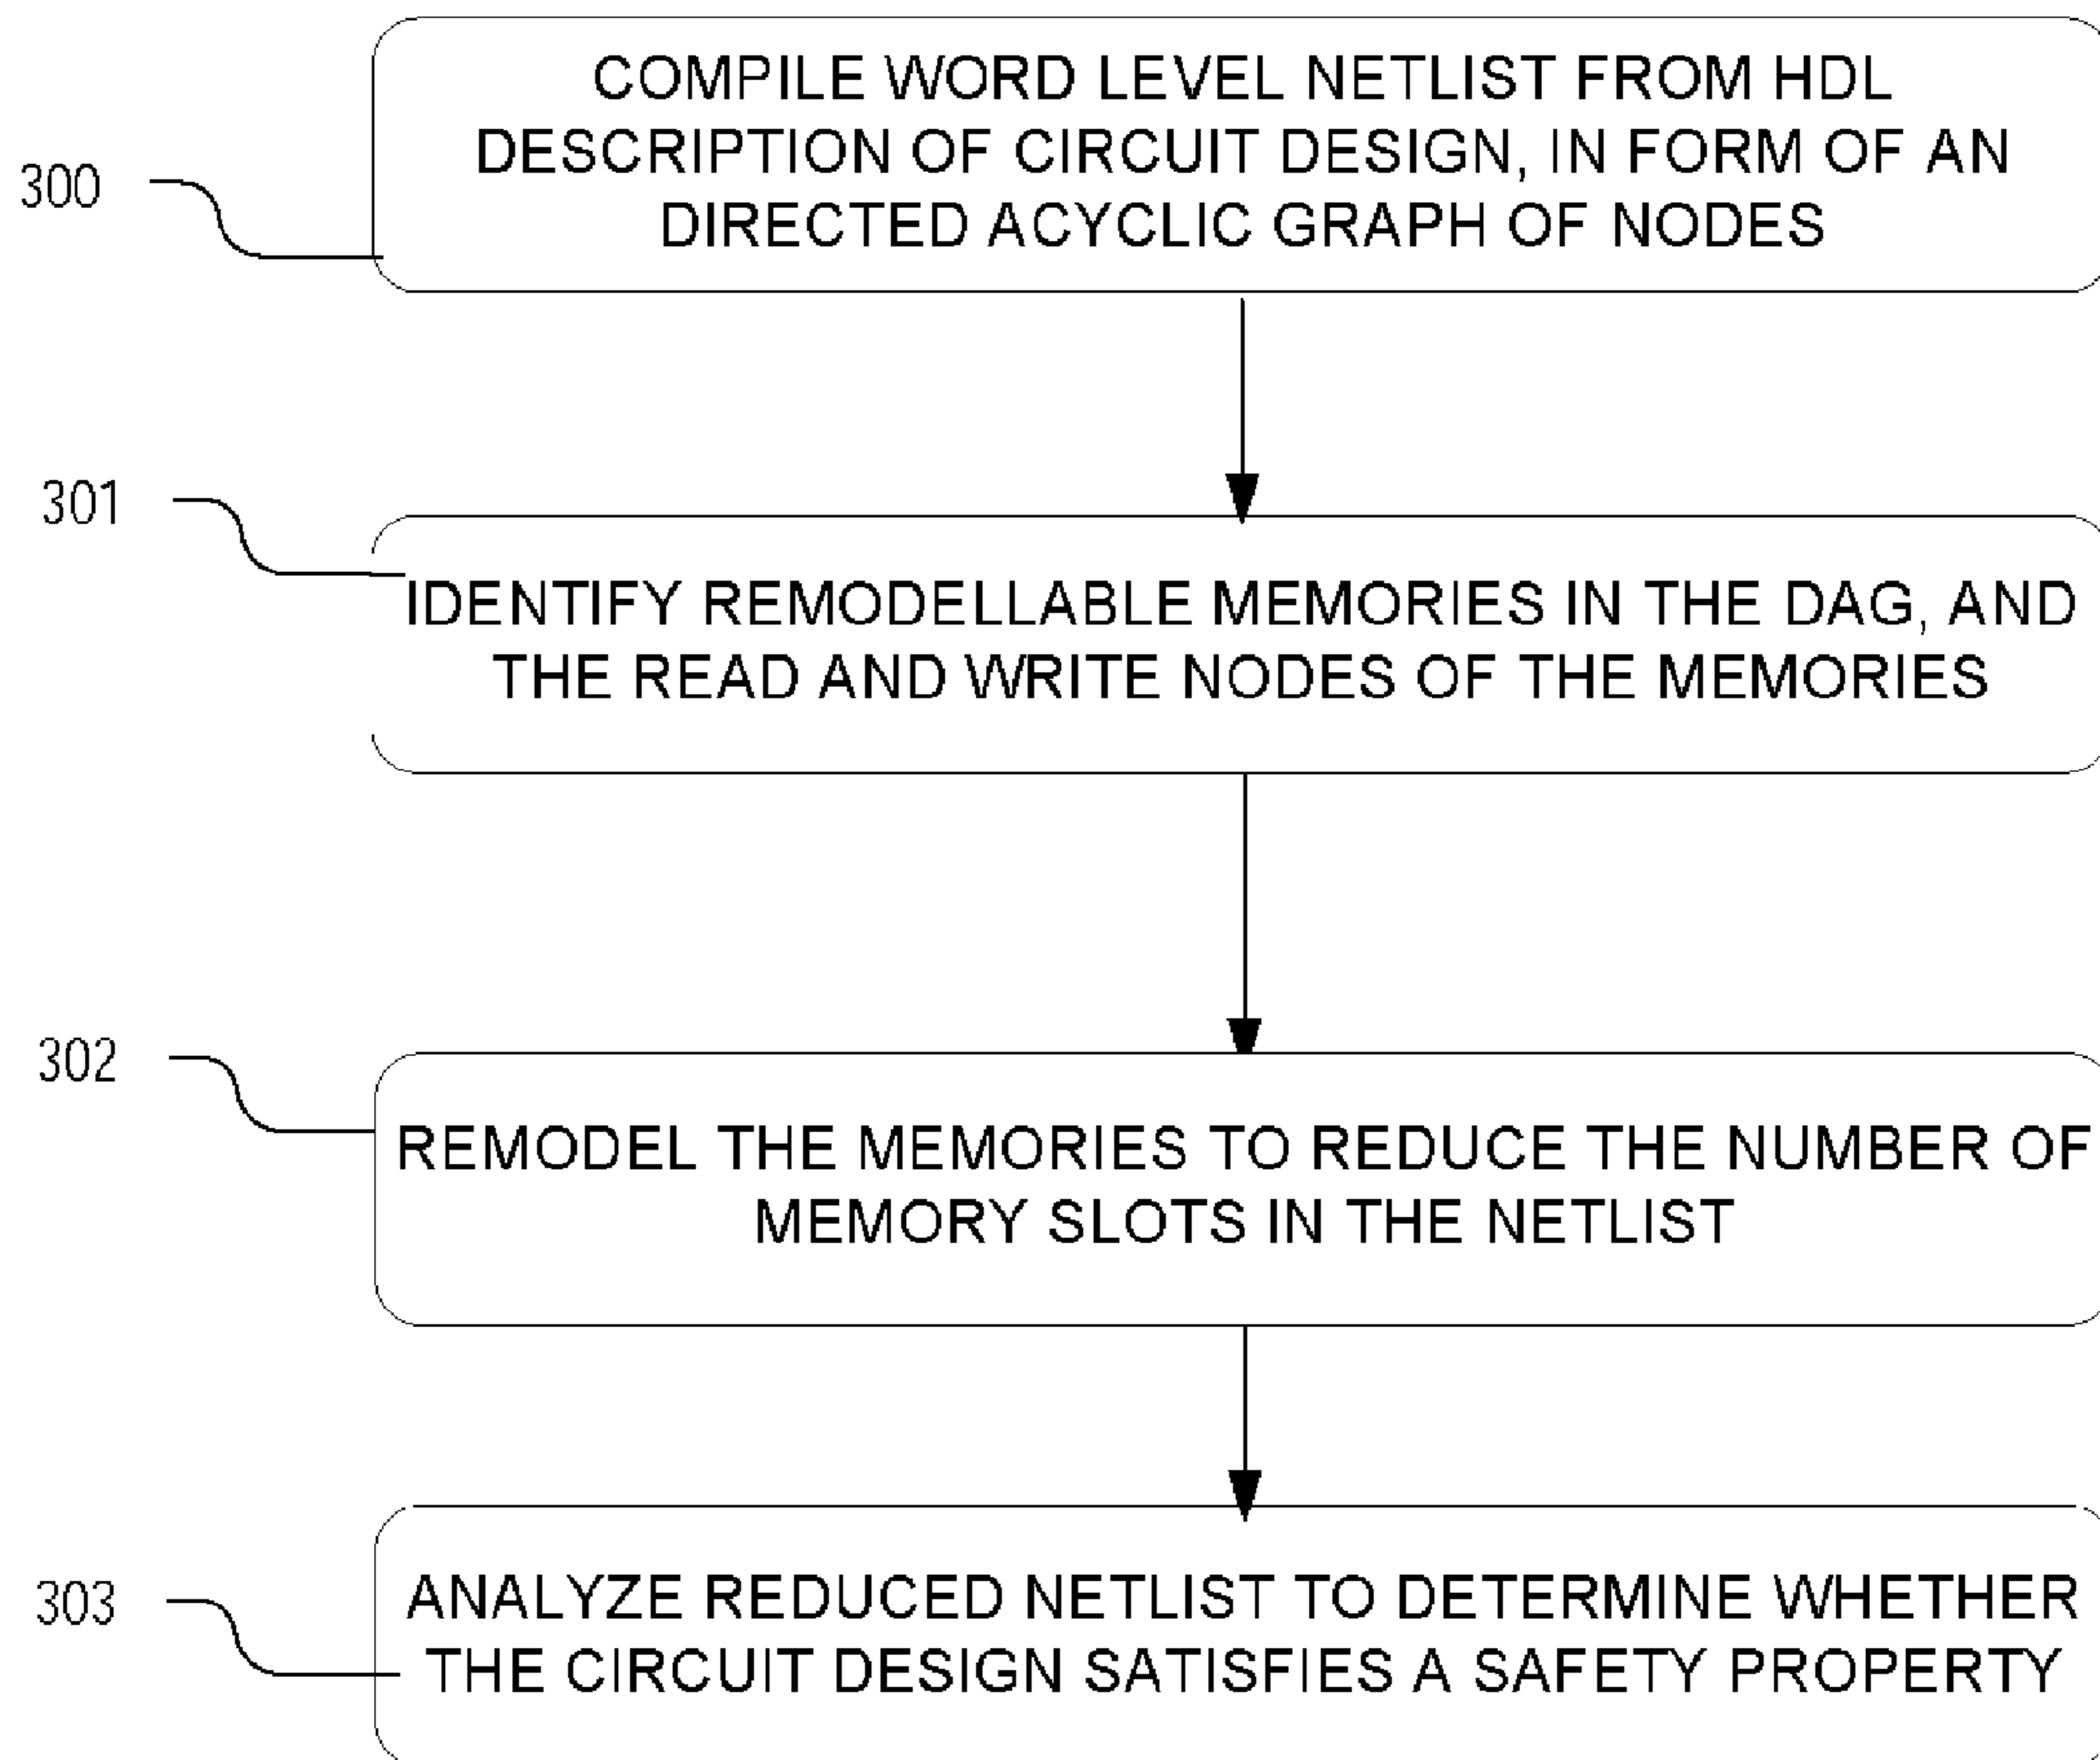 300
COMPILE WORD LEVEL NETLIST FROM HDL
DESCRIPTION OF CIRCUIT DESIGN, IN FORM OF AN
DIRECTED ACYCLIC GRAPH OF NODES
301
IDENTIFY REMODELLABLE MEMORIES IN THE DAG, AND
THE READ AND WRITE NODES OF THE MEMORIES
302
REMODEL THE MEMORIES TO REDUCE THE NUMBER OF
MEMORY SLOTS IN THE NETLIST
303
ANALYZE REDUCED NETLIST TO DETERMINE WHETHER
THE CIRCUIT DESIGN SATISFIES A SAFETY PROPERTY